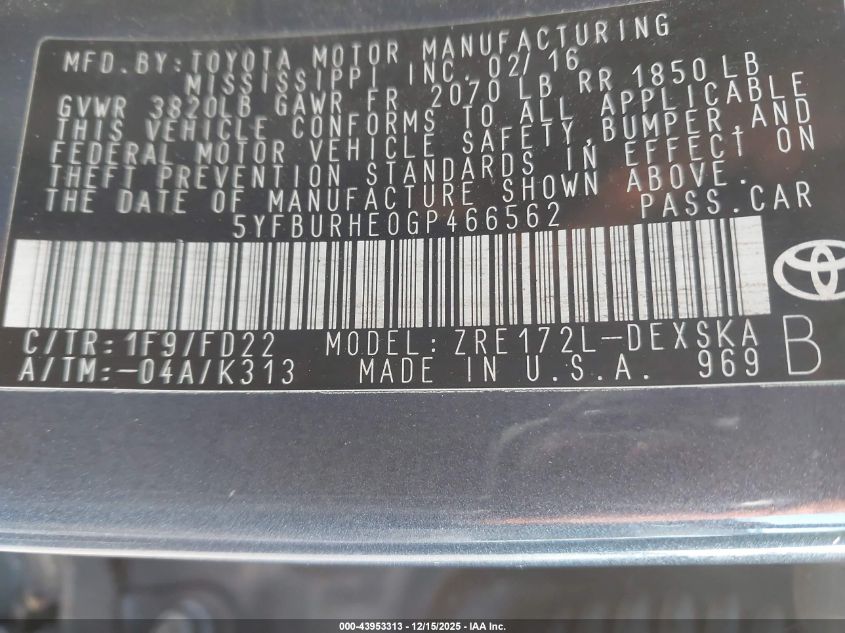 MFD.BY:TOYOTA MOTOR MANUFACTURING
MISSISSIPPI INC. 02/16
GVWR 3820LB GAWR FR 2070 LB RR 1850 LB
THIS VEHICLE CONFORMS TO ALL APPLICABLE
FEDERAL MOTOR VEHICLE SAFETY,BUMPER,AND
THEFT PREVENTION STANDARDS IN EFFECT ON
THE DATE OF MANUFACTURE SHOWN ABOVE.
5YFBURHE0GP466562 PASS.CAR
C/TR:1F9/FD22 MODEL:ZRE172L-DEXSKA
A/TM:-04A/K313 MADE IN U.S.A. 969 B
000-43953313 - 12/15/2025 - IAA Inc.